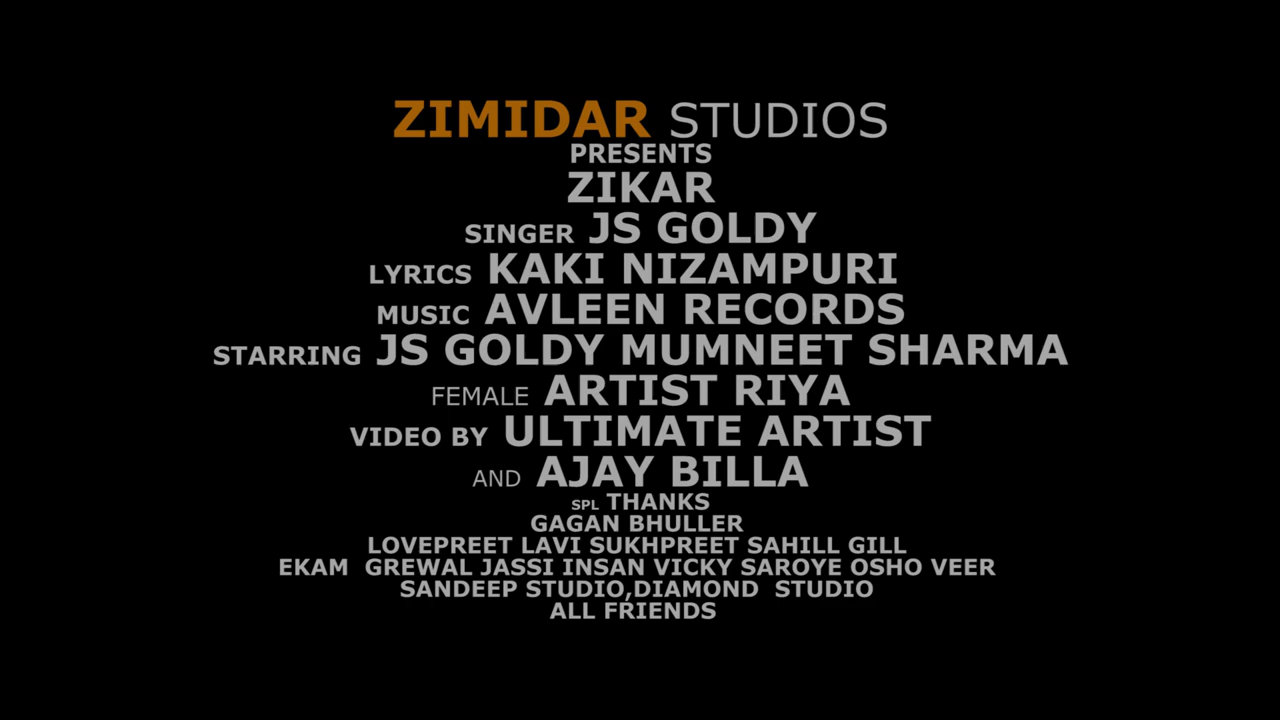 ZIMIDAR STUDIOS
PRESENTS
ZIKAR
SINGER JS GOLDY
LYRICS KAKI NIZAMPURI
MUSIC AVLEEN RECORDS
STARRING JS GOLDY MUMNEET SHARMA
FEMALE ARTIST RIYA
VIDEO BY ULTIMATE ARTIST
AND AJAY BILLA
SPL THANKS
GAGAN BHULLER
LOVEPREET LAVI SUKHPREET SAHILL GILL
EKAM  GREWAL JASSI INSAN VICKY SAROYE OSHO VEER
SANDEEP STUDIO,DIAMOND  STUDIO
ALL FRIENDS